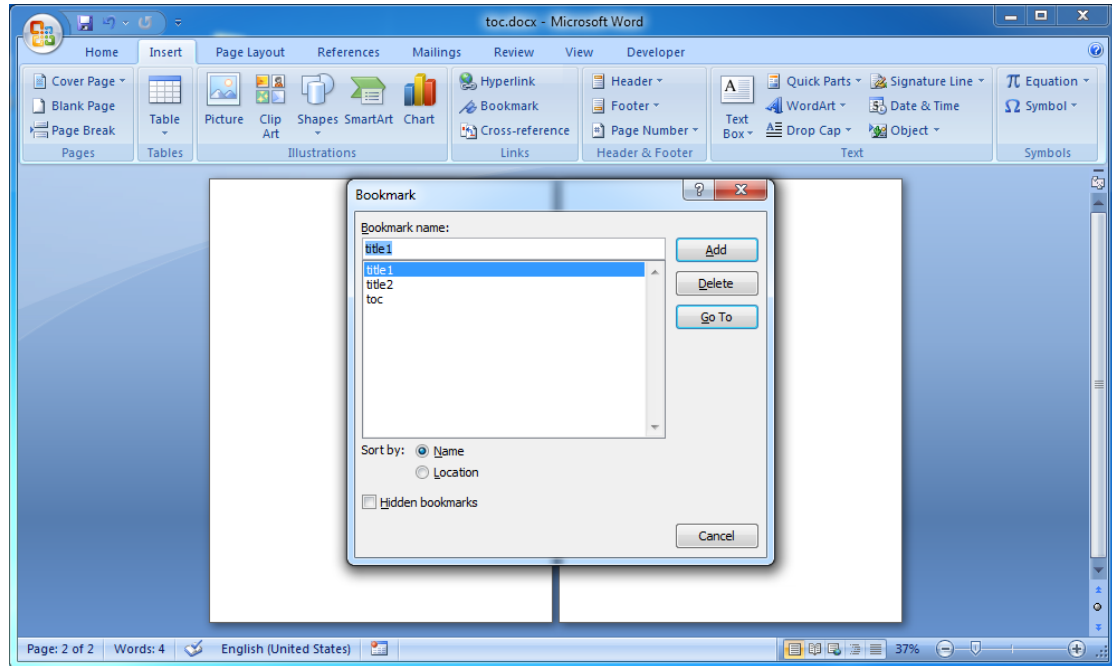 toc.docx - Microsoft Word
Home Insert Page Layout References Mailings Review View Developer
Cover Page
Blank Page
Page Break
Pages
Table
Tables
Picture Clip Art Shapes SmartArt Chart
Illustrations
Hyperlink
Bookmark
Cross-reference
Links
Header
Footer
Page Number
Header & Footer
A
Text Box
Quick Parts
WordArt
Drop Cap
Signature Line
Date & Time
Object
Text
π Equation
Ω Symbol
Symbols
Bookmark
Bookmark name:
title1
title1
title2
toc
Add
Delete
Go To
Sort by: Name
Location
Hidden bookmarks
Cancel
Page: 2 of 2 Words: 4 English (United States) 37%